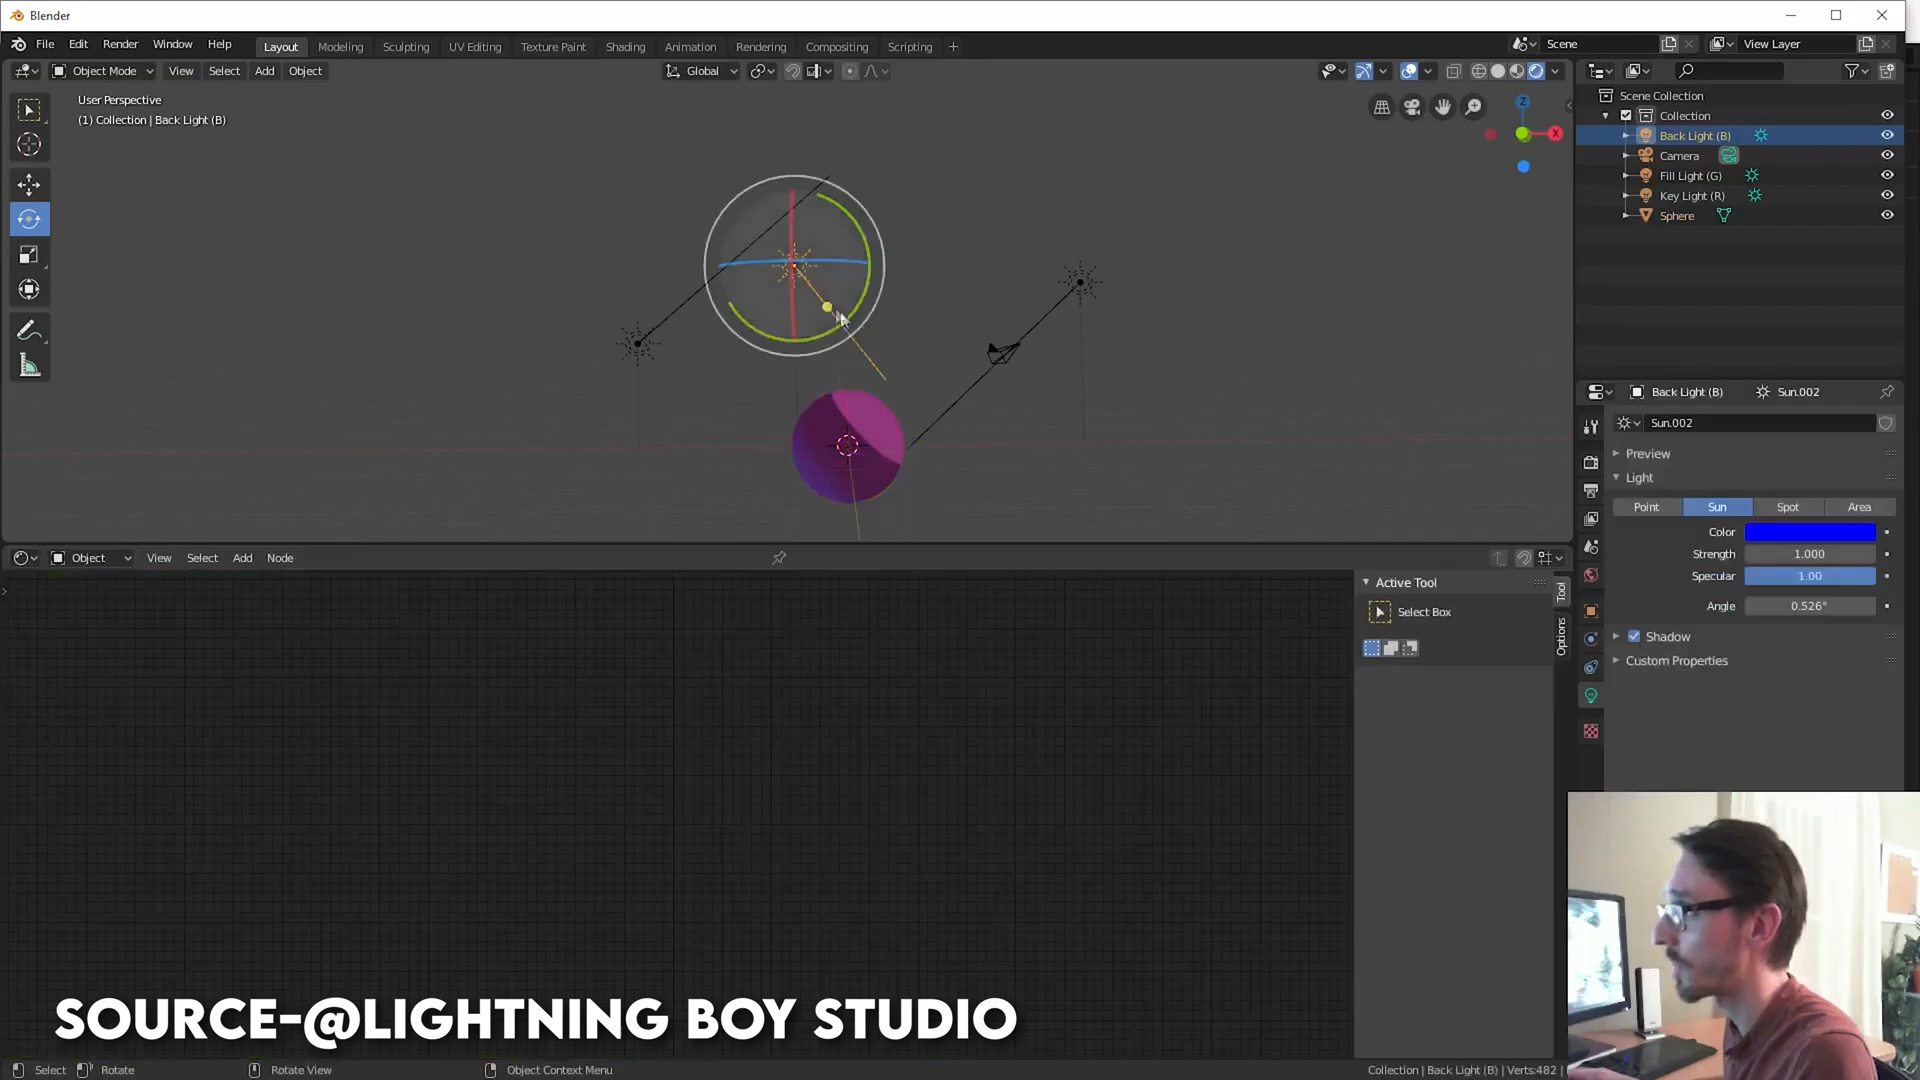 Blender
File Edit Render Window Help Layout Modeling Sculpting UV Editing Texture Paint Shading Animation Rendering Compositing Scripting + Scene View Layer
Object Mode View Select Add Object Global
User Perspective
(1) Collection | Back Light (B)
Z
X
Scene Collection
Collection
Back Light (B)
Camera
Fill Light (G)
Key Light (R)
Sphere
Back Light (B) Sun.002
Sun.002
Preview
Light
Point Sun Spot Area
Color
Strength 1.000
Specular 1.00
Angle 0.526°
Shadow
Custom Properties
Object View Select Add Node
Active Tool
Select Box
Tool
Options
SOURCE-@LIGHTNING BOY STUDIO
Select Rotate Rotate View Object Context Menu Collection | Back Light (B) | Verts:482 |